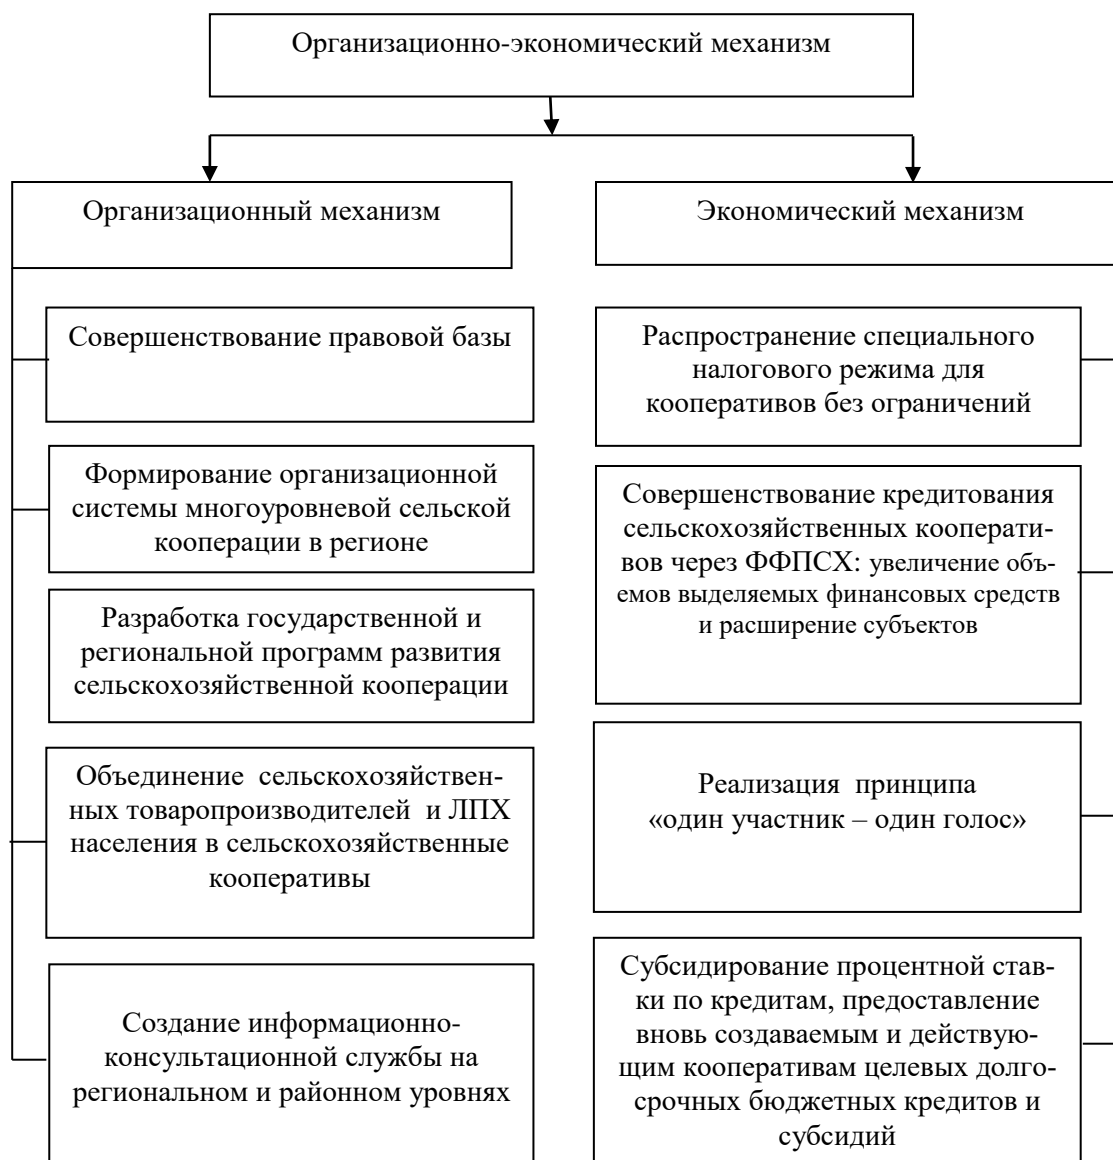 Организационно-экономический механизм
Организационный механизм
Совершенствование правовой базы
Формирование организационной
системы многоуровневой сельской
кооперации в регионе
Разработка государственной и
региональной программ развития
сельскохозяйственной кооперации
Объединение сельскохозяйствен-
ных товаропроизводителей и ЛПХ
населения в сельскохозяйственные
кооперативы
Создание информационно-
консультационной службы на
региональном и районном уровнях
Экономический механизм
Распространение специального
налогового режима для
кооперативов без ограничений
Совершенствование кредитования
сельскохозяйственных кооперати-
вов через ФФПСХ: увеличение объ-
емов выделяемых финансовых средств
и расширение субъектов
Реализация принципа
«один участник – один голос»
Субсидирование процентной став-
ки по кредитам, предоставление
вновь создаваемым и действую-
щим кооперативам целевых долго-
срочных бюджетных кредитов и
субсидий